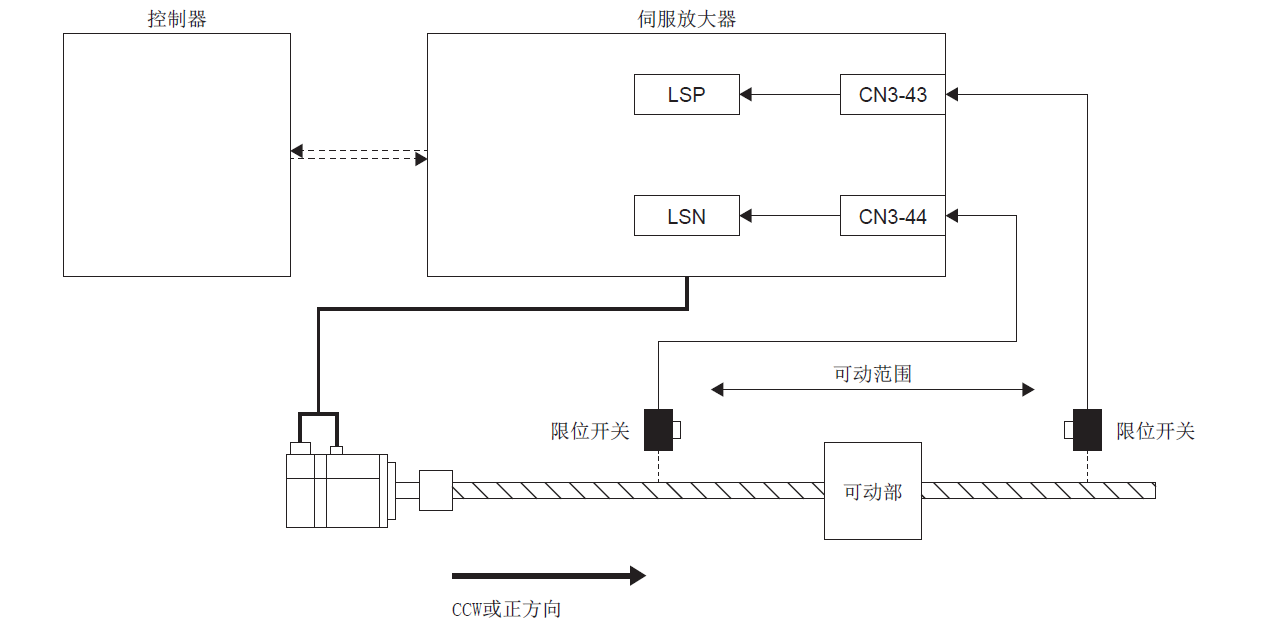 控制器
伺服放大器
LSP
CN3-43
LSN
CN3-44
可动范围
限位开关
限位开关
可动部
CCW或正方向